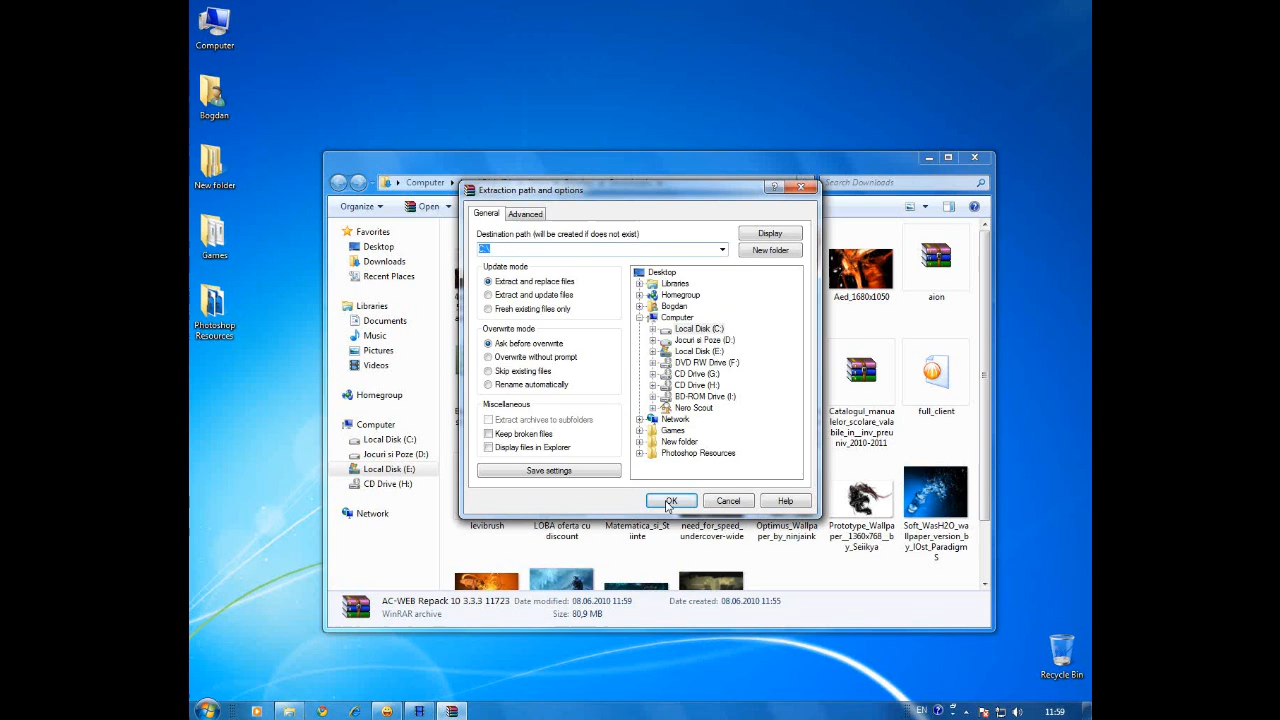 Computer
Bogdan
New folder
Games
Photoshop
Resources
Computer
Search Downloads
Organize
Open
Favorites
Desktop
Downloads
Recent Places
Libraries
Documents
Music
Pictures
Videos
Homegroup
Computer
Local Disk (C:)
Jocuri si Poze (D:)
Local Disk (E:)
CD Drive (H:)
Network
Extraction path and options
General
Advanced
Destination path (will be created if does not exist)
C:\
Display
New folder
Update mode
Extract and replace files
Extract and update files
Fresh existing files only
Overwrite mode
Ask before overwrite
Overwrite without prompt
Skip existing files
Rename automatically
Miscellaneous
Extract archives to subfolders
Keep broken files
Display files in Explorer
Save settings
Desktop
Libraries
Homegroup
Bogdan
Computer
Local Disk (C:)
Jocuri si Poze (D:)
Local Disk (E:)
DVD RW Drive (F:)
CD Drive (G:)
CD Drive (H:)
BD-ROM Drive (I:)
Nero Scout
Network
Games
New folder
Photoshop Resources
OK
Cancel
Help
Aed_1680x1050
aion
Catalogul_manua
lelor_scolare_vala
bile_in_inv_preu
niv_2010-2011
full_client
levibrush
LOBA oferta cu
discount
Matematica_si_St
iinte
need_for_speed_
undercover-wide
Optimus_Wallpa
per_by_ninjaink
Prototype_Wallpa
per__1360x768__b
y_Seiikya
Soft_WasH2O_wa
llpaper_version_b
y_lOst_Paradigm
S
AC-WEB Repack 10 3.3.3 11723
Date modified: 08.06.2010 11:59
Date created: 08.06.2010 11:55
WinRAR archive
Size: 80,9 MB
Recycle Bin
EN
11:59